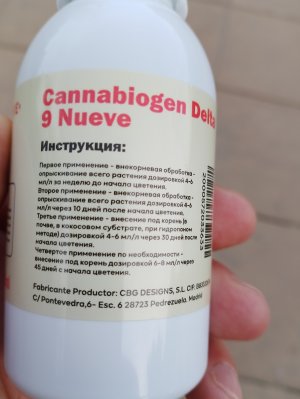 Cannabiogen Delta
9 Nueve
Инструкция:
Первое применение - внекорневая обработка -
опрыскивание всего растения дозировкой 4-6
мл/л за неделю до начала цветения.
Второе применение - внекорневая обработка -
опрыскивание всего растения дозировкой 4-6
мл/л через 10 дней после начала цветения.
Третье применение - внесение под корень (в
почве, в кокосовом субстрате, при гидропоном
методе) дозировкой 4-6 мл/л через 30 дней после
начала цветения.
Четвертое применение по необходимости -
внесении под корень дозировкой 6-8 мл/л через
45 дней с начала цветения.
Fabricante Productor: CBG DESIGNS, S.L. CIF:
C/ Pontevedra,6- Esc. 6 28723 Pedrezuela. Madrid